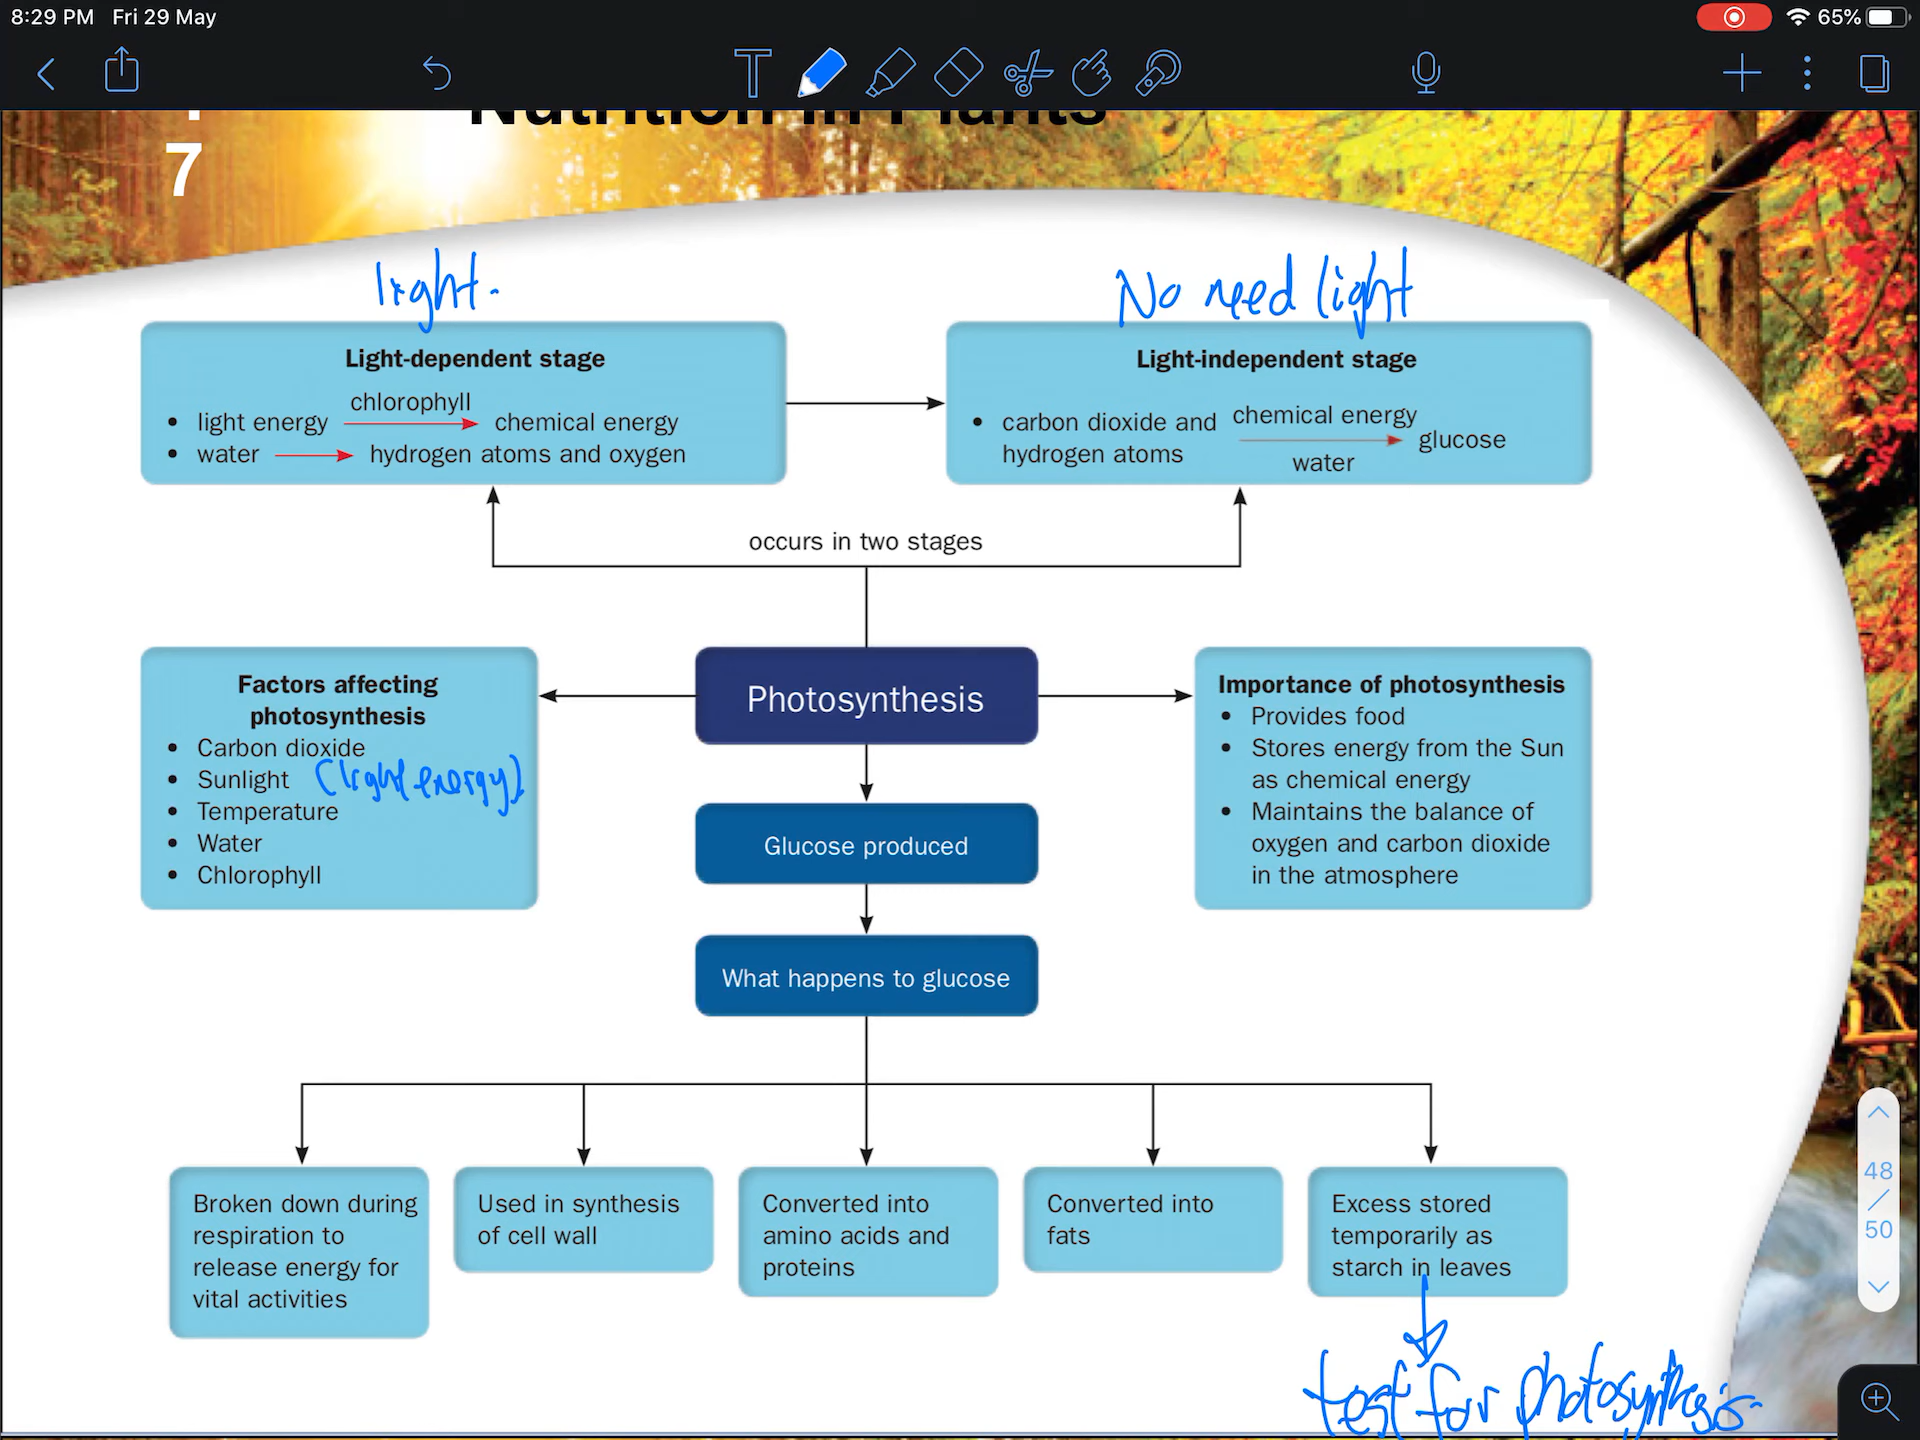 8:29 PM Fri 29 May
65%
T
Nutrition in Plants
7
light.
No need light
Light-dependent stage
chlorophyll
• light energy → chemical energy
• water → hydrogen atoms and oxygen
Light-independent stage
• carbon dioxide and hydrogen atoms
chemical energy
→ glucose
water
occurs in two stages
Factors affecting
photosynthesis
• Carbon dioxide
• Sunlight (light energy)
• Temperature
• Water
• Chlorophyll
Photosynthesis
Importance of photosynthesis
• Provides food
• Stores energy from the Sun
as chemical energy
• Maintains the balance of
oxygen and carbon dioxide
in the atmosphere
Glucose produced
What happens to glucose
Broken down during
respiration to
release energy for
vital activities
Used in synthesis
of cell wall
Converted into
amino acids and
proteins
Converted into
fats
Excess stored
temporarily as
starch in leaves
test for photosynthesis
48
/
50